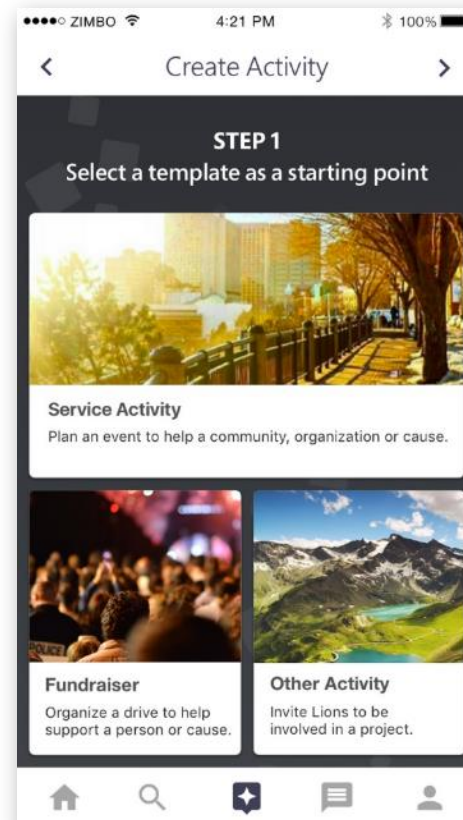 ZIMBO 4:21 PM 100%
Create Activity
STEP 1
Select a template as a starting point
Service Activity
Plan an event to help a community, organization or cause.
POLICE
Fundraiser
Organize a drive to help
support a person or cause.
Other Activity
Invite Lions to be
involved in a project.